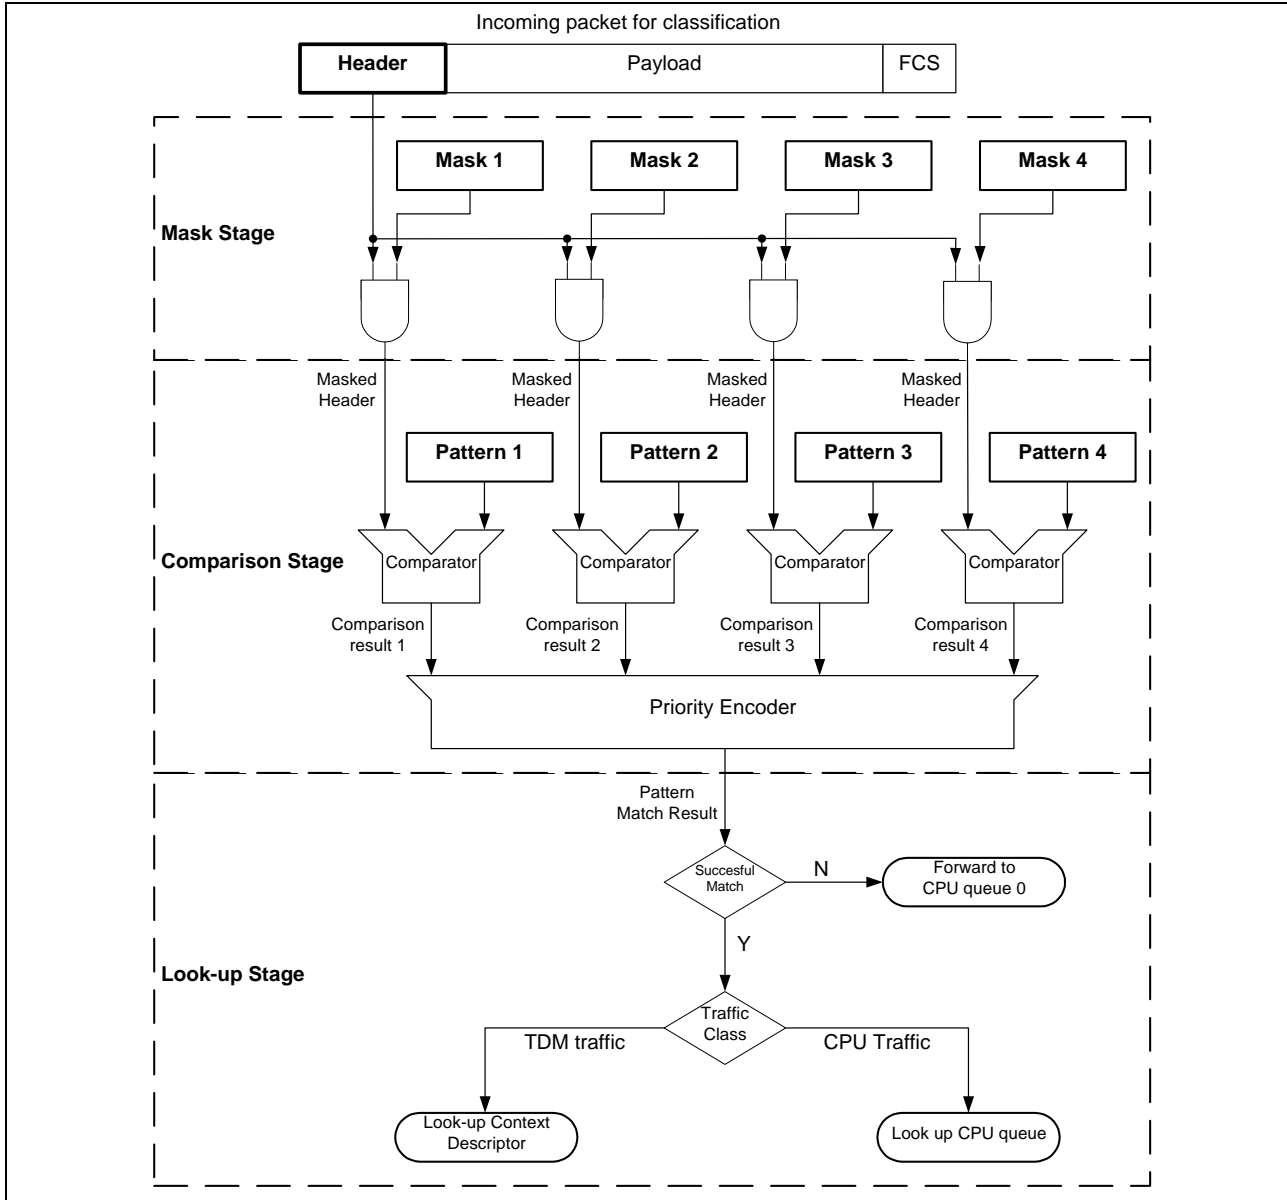 Incoming packet for classification
Header Payload FCS
Mask 1 Mask 2 Mask 3 Mask 4
Mask Stage
Masked Header
Masked Header
Masked Header
Masked Header
Pattern 1 Pattern 2 Pattern 3 Pattern 4
Comparison Stage
Comparator Comparator Comparator Comparator
Comparison result 1
Comparison result 2
Comparison result 3
Comparison result 4
Priority Encoder
Pattern
Match Result
Succesful
Match
N
Forward to
CPU queue 0
Y
Look-up Stage
Traffic
Class
TDM traffic
CPU Traffic
Look-up Context
Descriptor
Look up CPU queue